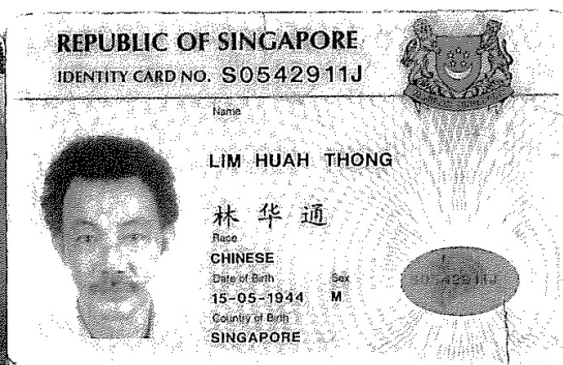 REPUBLIC OF SINGAPORE
IDENTITY CARD NO. S0542911J
Name
LIM HUAH THONG
林 华 通
Race
CHINESE
Date of Birth Sex
15-05-1944 M
Country of Birth
SINGAPORE
S0542911J